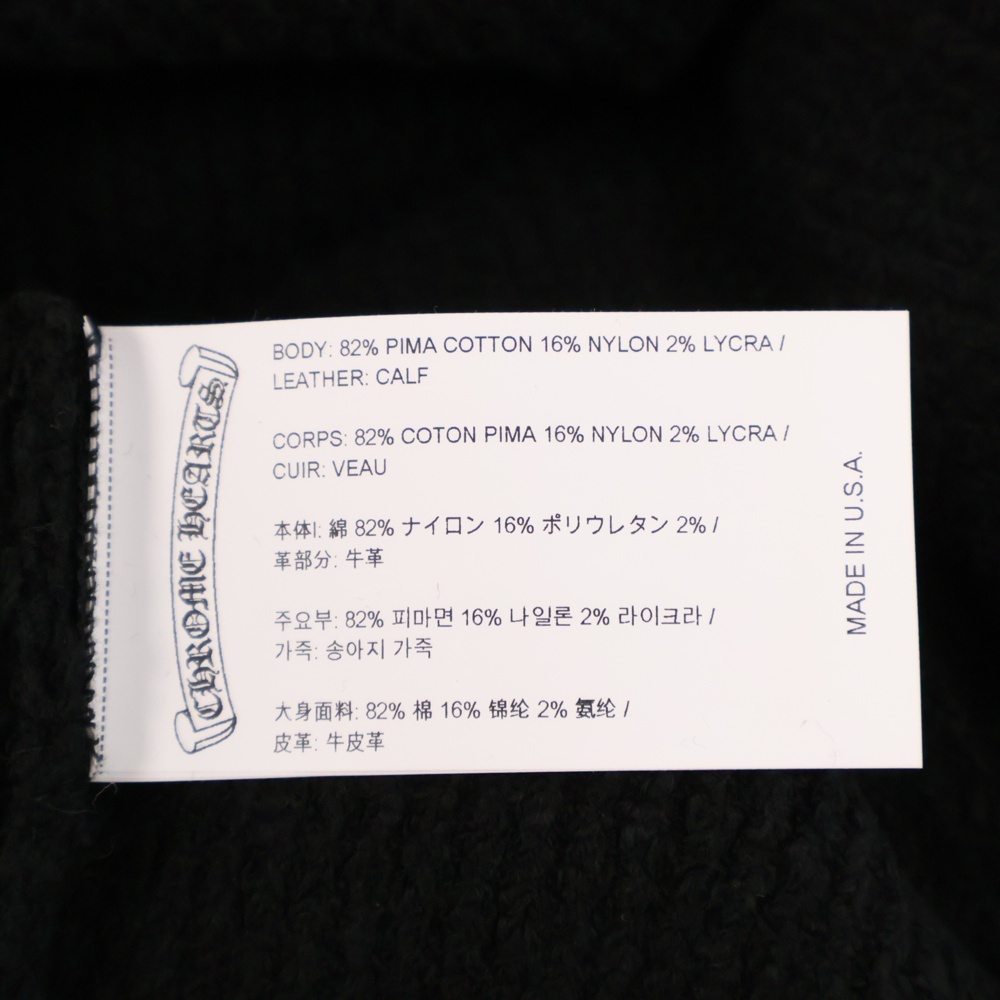 CHROME HEARTS
BODY: 82% PIMA COTTON 16% NYLON 2% LYCRA /
LEATHER: CALF
CORPS: 82% COTON PIMA 16% NYLON 2% LYCRA /
CUIR: VEAU
本体l: 綿 82% ナイロン 16% ポリウレタン 2% /
革部分: 牛革
주요부: 82% 피마면 16% 나일론 2% 라이크라 /
가죽: 송아지 가죽
大身面料: 82% 棉 16% 锦纶 2% 氨纶 /
皮革: 牛皮革
MADE IN U.S.A.